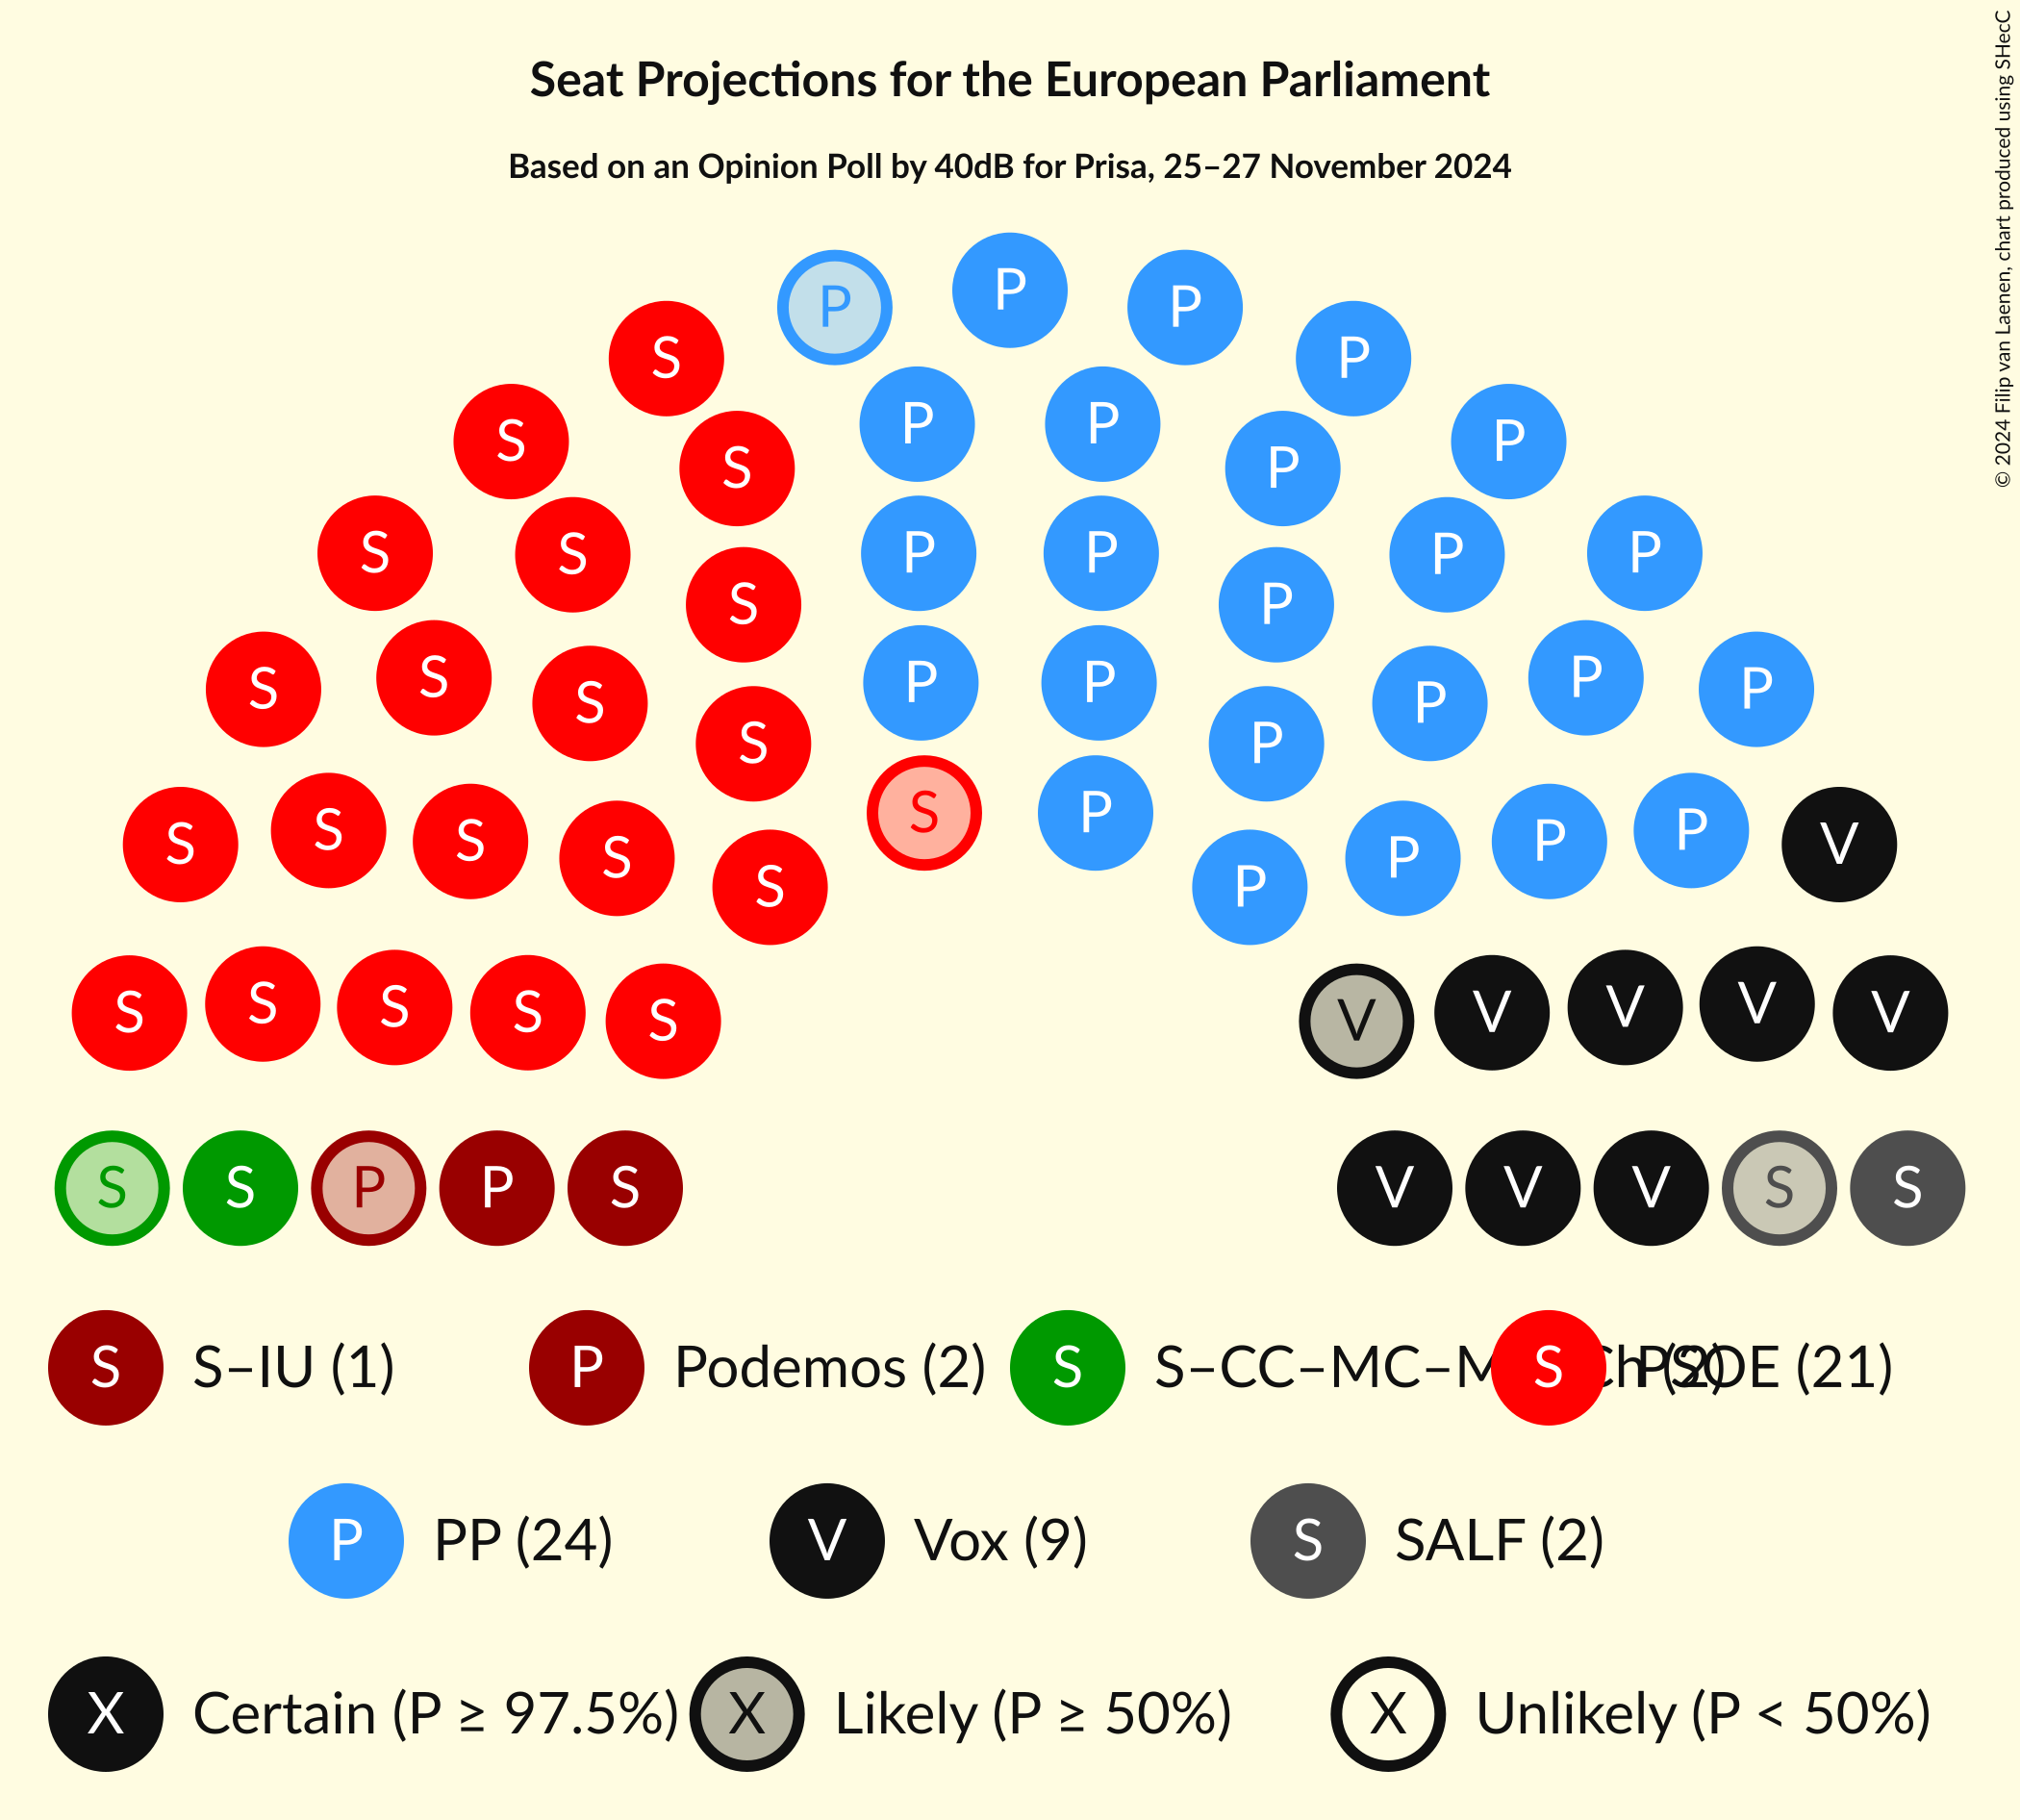 Seat Projections for the European Parliament
Based on an Opinion Poll by 40dB for Prisa, 25–27 November 2024
© 2024 Filip van Laenen, chart produced using SHecC
P
P P
S P
S P P P
S P
S S P P
S P P P
S S P P
S S P P
S S P P
S P P P
S P
S S S P P P
S S V
S P
S S S S S V V V V V
S S P P S V V V S S
S S–IU (1) P Podemos (2) S S–CC–MC–M S PSOE (21)
P PP (24) V Vox (9) S SALF (2)
X Certain (P ≥ 97.5%) X Likely (P ≥ 50%) X Unlikely (P < 50%)